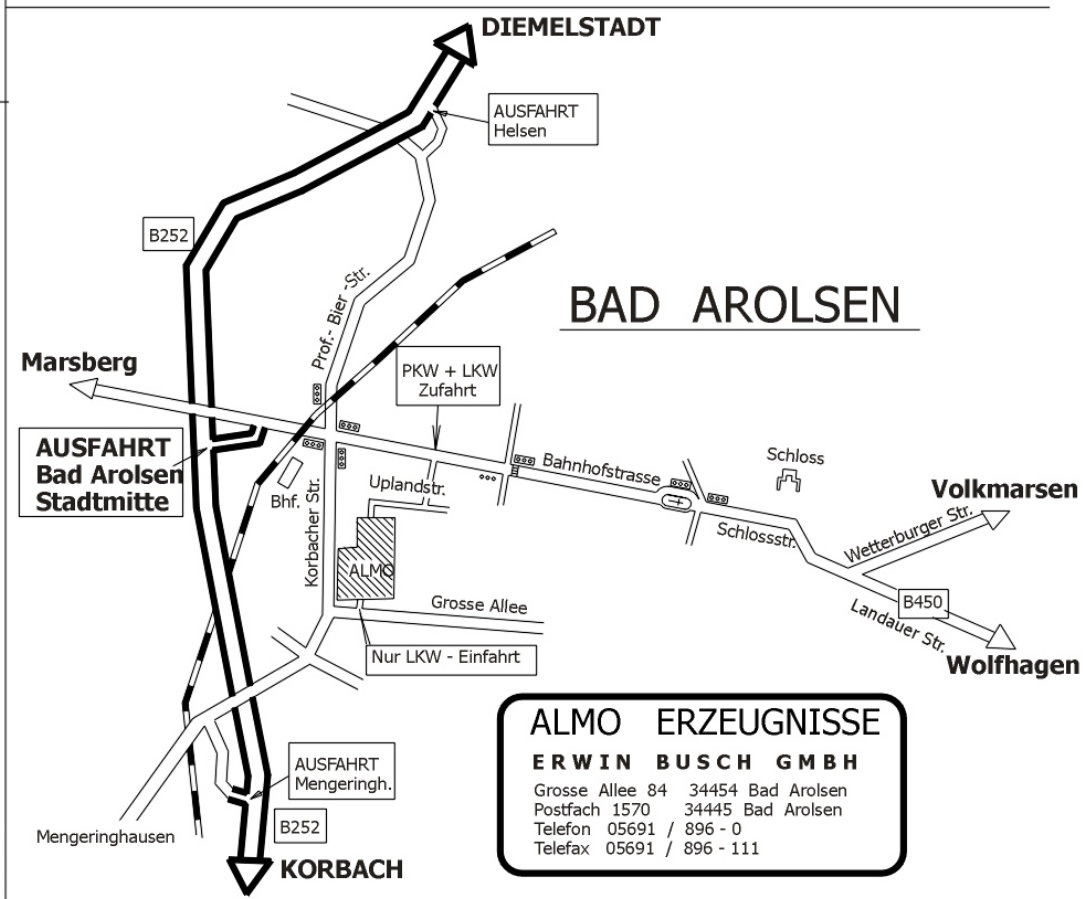 DIEMELSTADT
AUSFAHRT
Helsen
B252
Prof.- Bier -Str.
BAD AROLSEN
Marsberg
PKW + LKW
Zufahrt
AUSFAHRT
Bad Arolsen
Stadtmitte
Bhf.
Korbacher Str.
Uplandstr.
Bahnhofstrasse
Schloss
Schlossstr.
Volkmarsen
Wetterburger Str.
ALMO
Grosse Allee
B450
Landauer Str.
Nur LKW - Einfahrt
Wolfhagen
ALMO ERZEUGNISSE
ERWIN BUSCH GMBH
Grosse Allee 84 34454 Bad Arolsen
Postfach 1570 34445 Bad Arolsen
Telefon 05691 / 896 - 0
Telefax 05691 / 896 - 111
AUSFAHRT
Mengeringh.
Mengeringhausen
B252
KORBACH